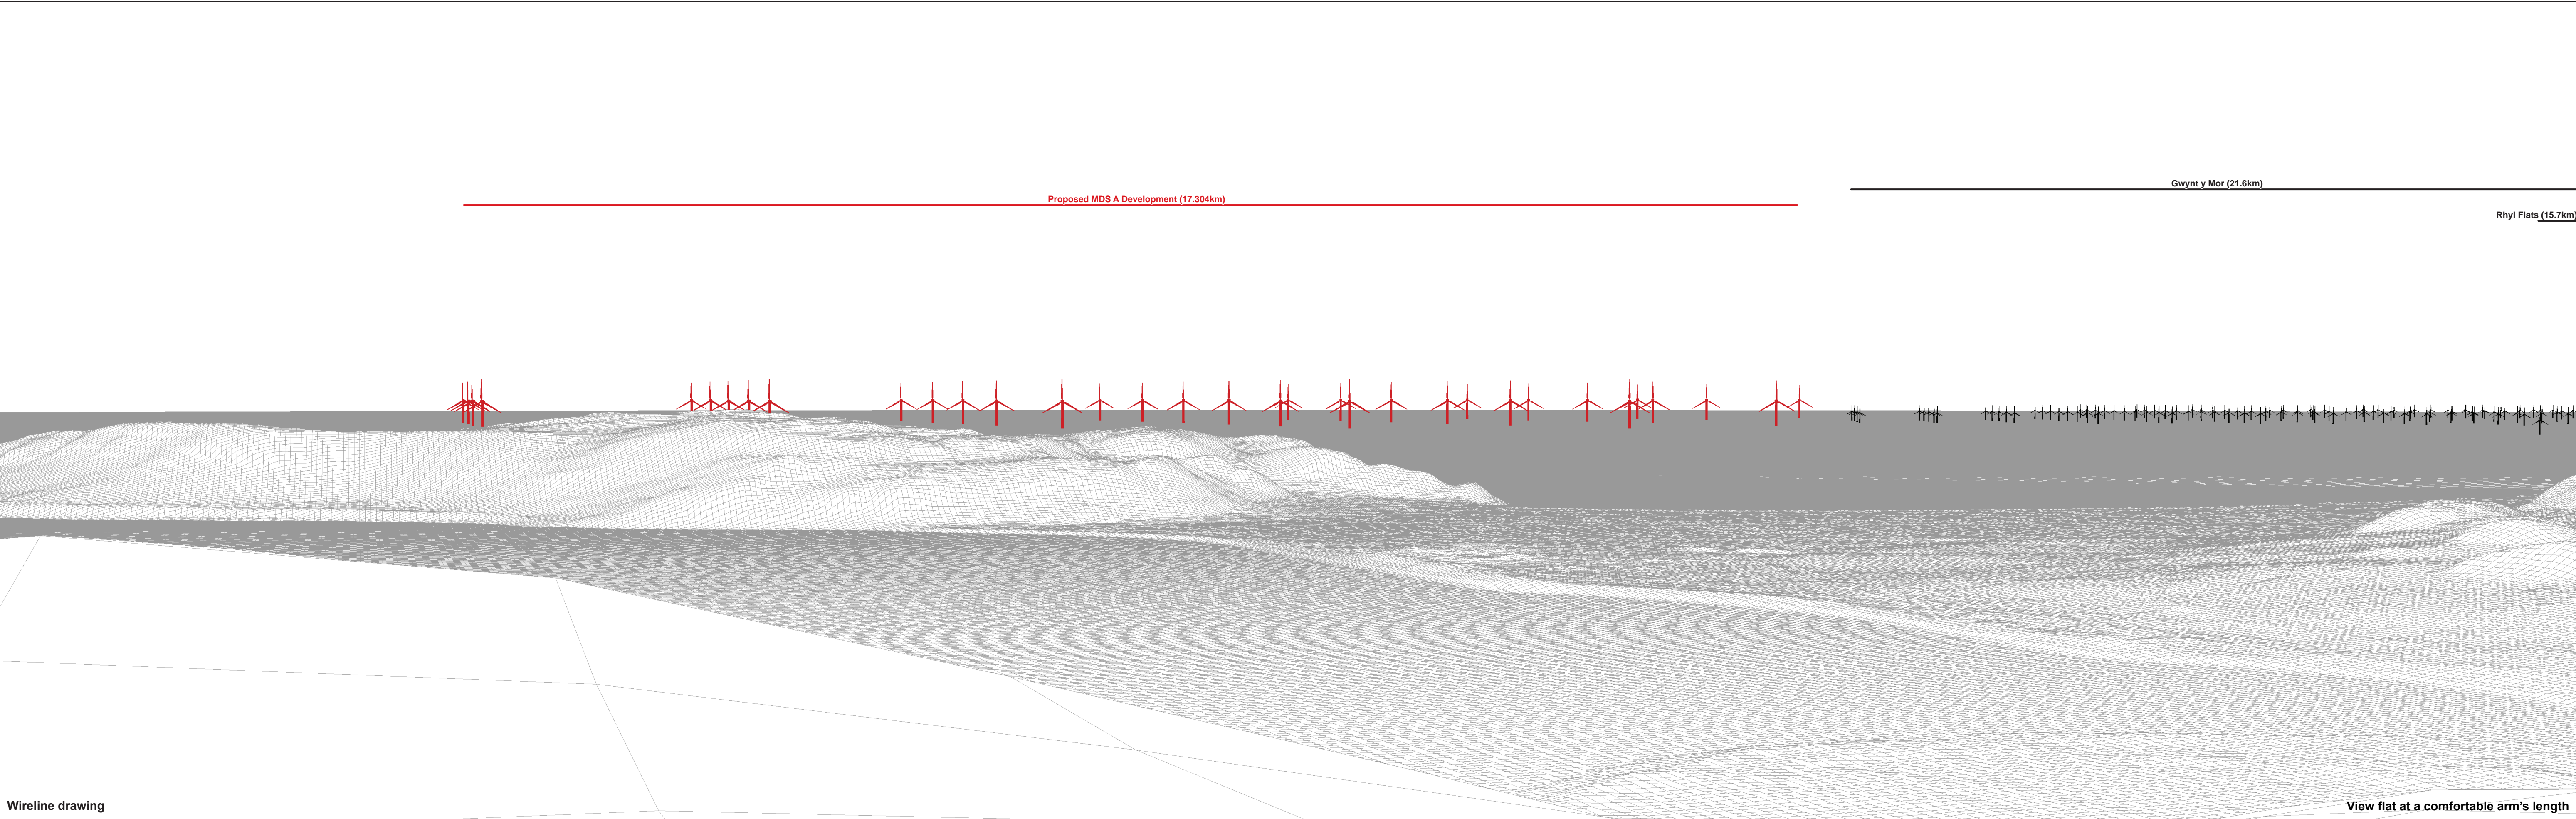 Gwynt y Mor (21.6km)
Proposed MDS A Development (17.304km)
Rhyl Flats (15.7km)
Wireline drawing
View flat at a comfortable arm’s length